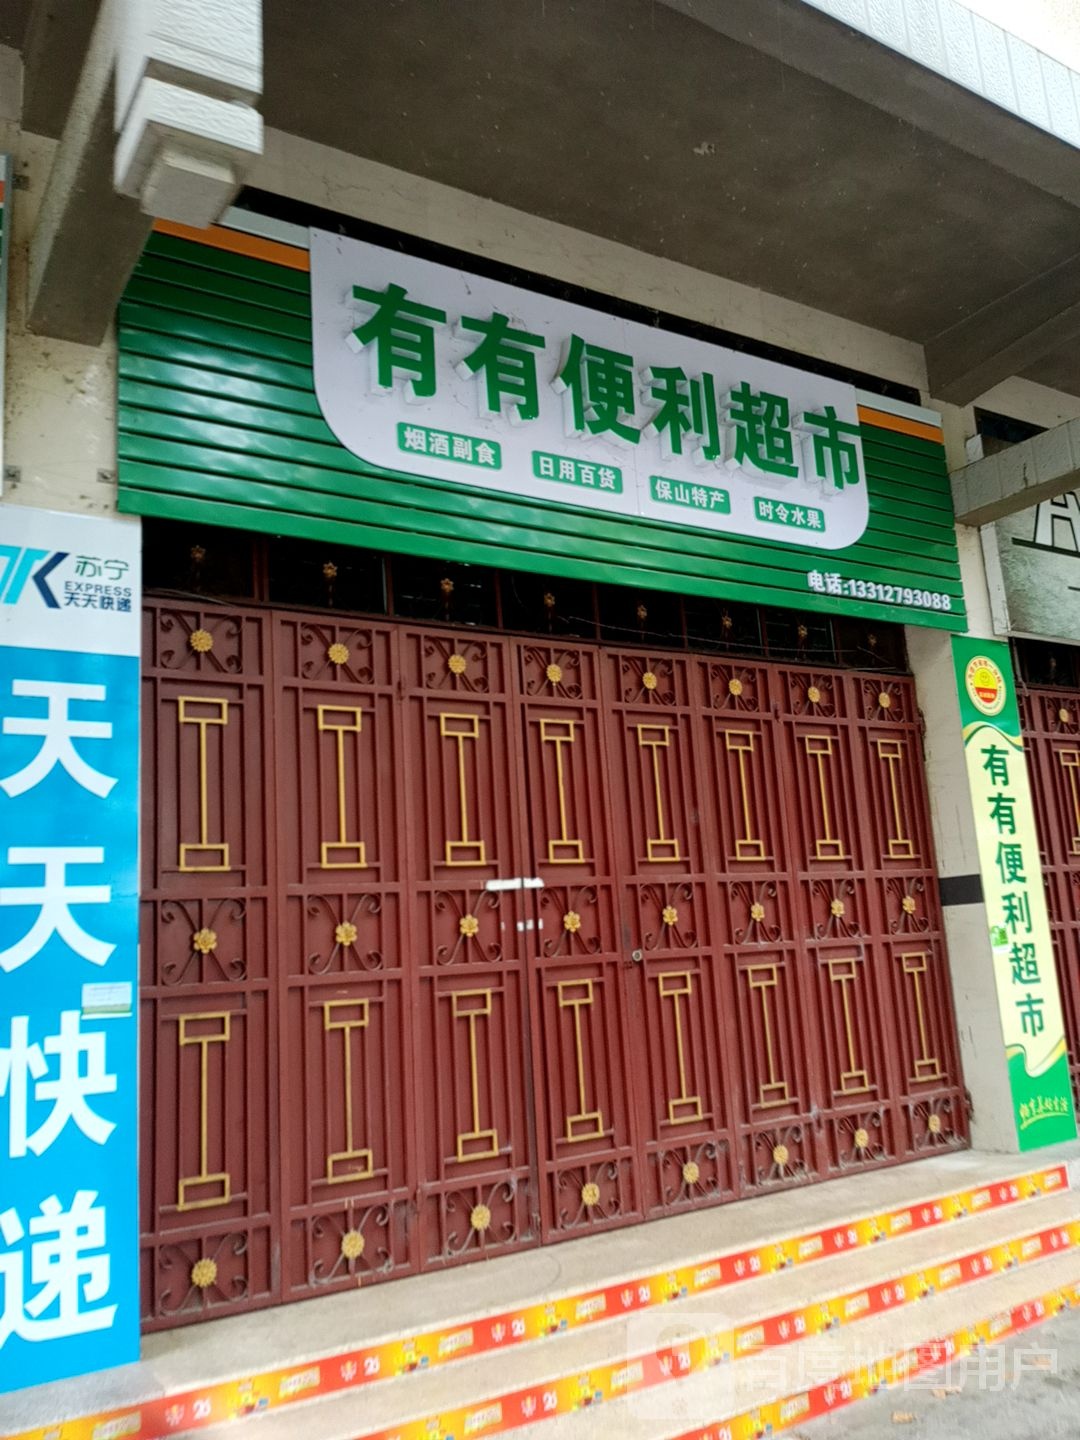 有有便利超市
烟酒副食 日用百货 保山特产 时令水果
电话:13312793088
苏宁
EXPRESS
天天快递
天天快递
有有便利超市
百度地图用户